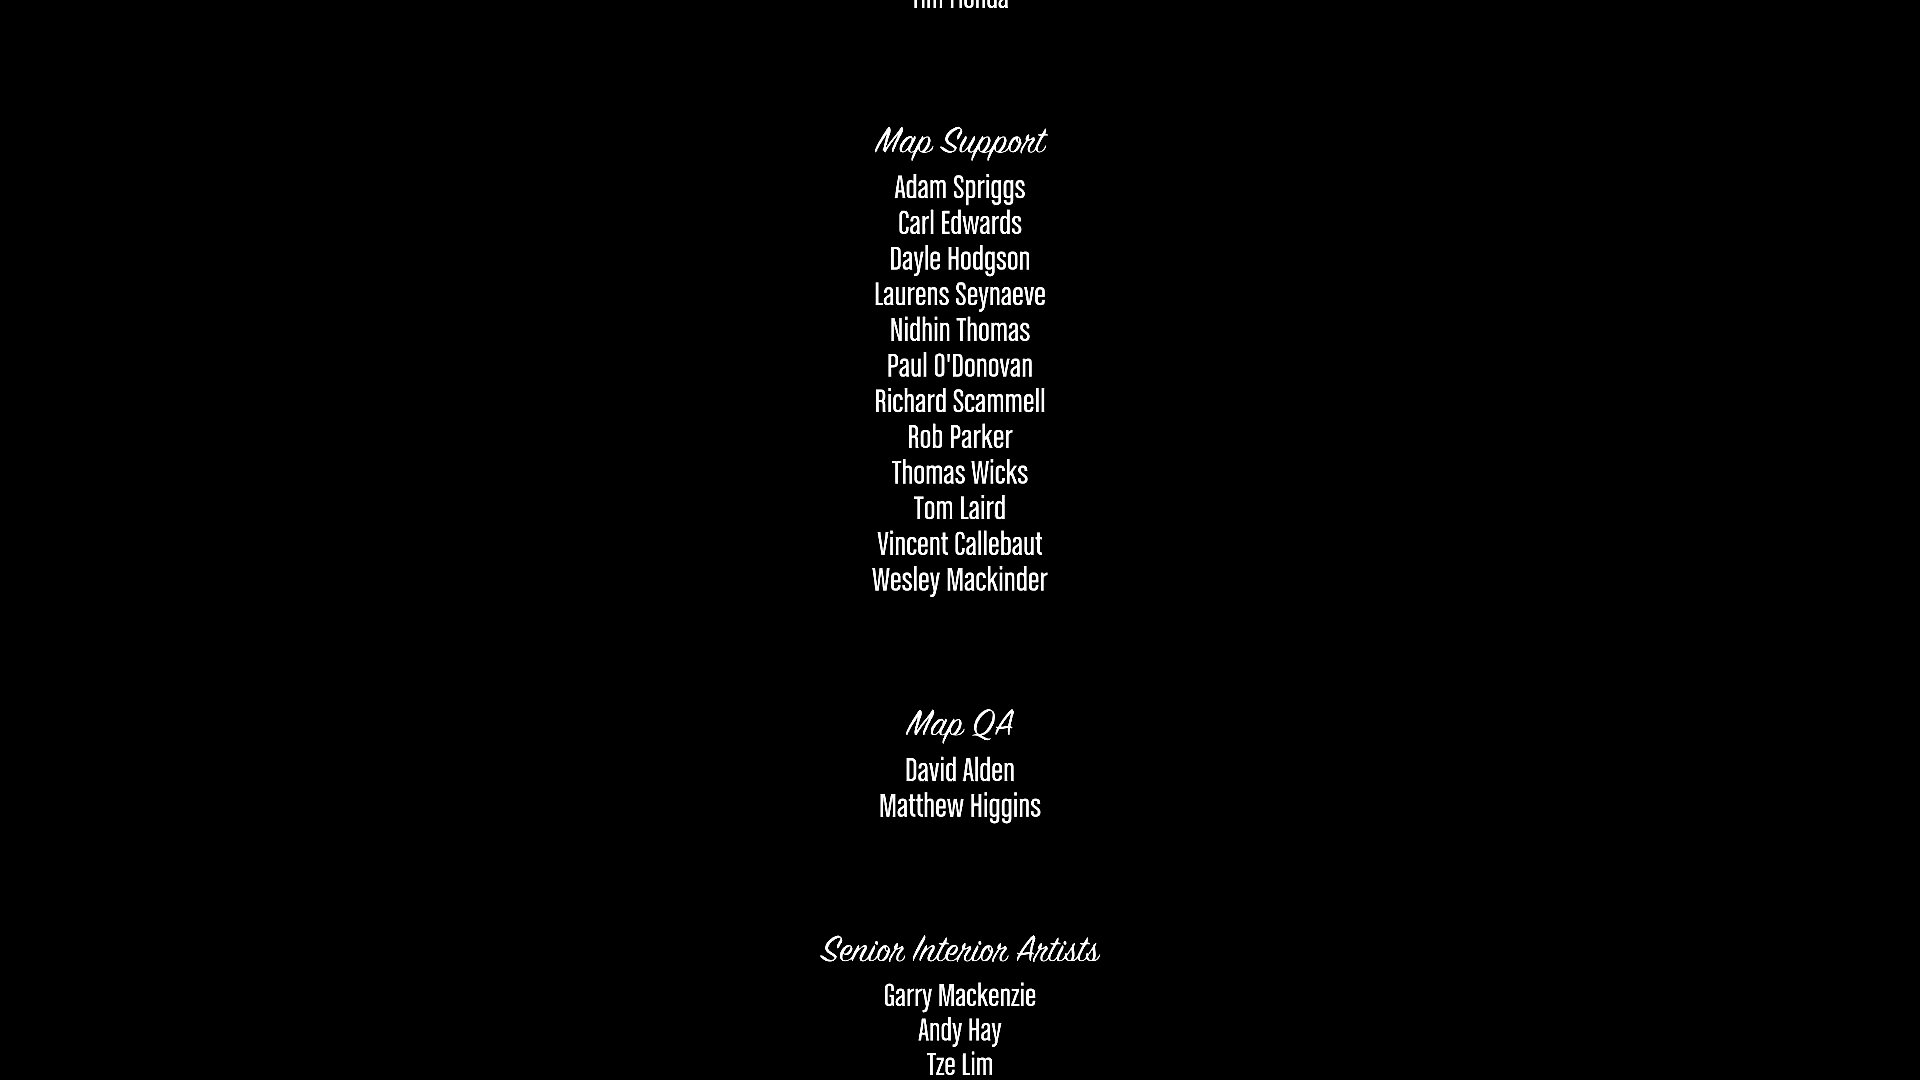 Tim Honda
Map Support
Adam Spriggs
Carl Edwards
Dayle Hodgson
Laurens Seynaeve
Nidhin Thomas
Paul O'Donovan
Richard Scammell
Rob Parker
Thomas Wicks
Tom Laird
Vincent Callebaut
Wesley Mackinder
Map QA
David Alden
Matthew Higgins
Senior Interior Artists
Garry Mackenzie
Andy Hay
Tze Lim